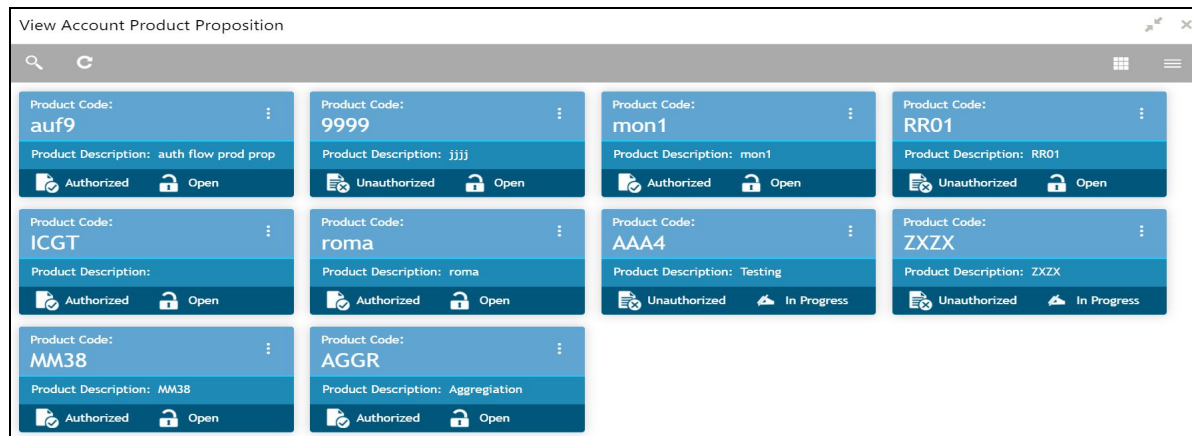 View Account Product Proposition
Product Code:
auf9
Product Description: auth flow prod prop
Authorized Open
Product Code:
9999
Product Description: jjjj
Unauthorized Open
Product Code:
mon1
Product Description: mon1
Authorized Open
Product Code:
RR01
Product Description: RR01
Unauthorized Open
Product Code:
ICGT
Product Description:
Authorized Open
Product Code:
roma
Product Description: roma
Authorized Open
Product Code:
AAA4
Product Description: Testing
Unauthorized In Progress
Product Code:
ZXZX
Product Description: ZXZX
Unauthorized In Progress
Product Code:
MM38
Product Description: MM38
Authorized Open
Product Code:
AGGR
Product Description: Aggregiation
Authorized Open